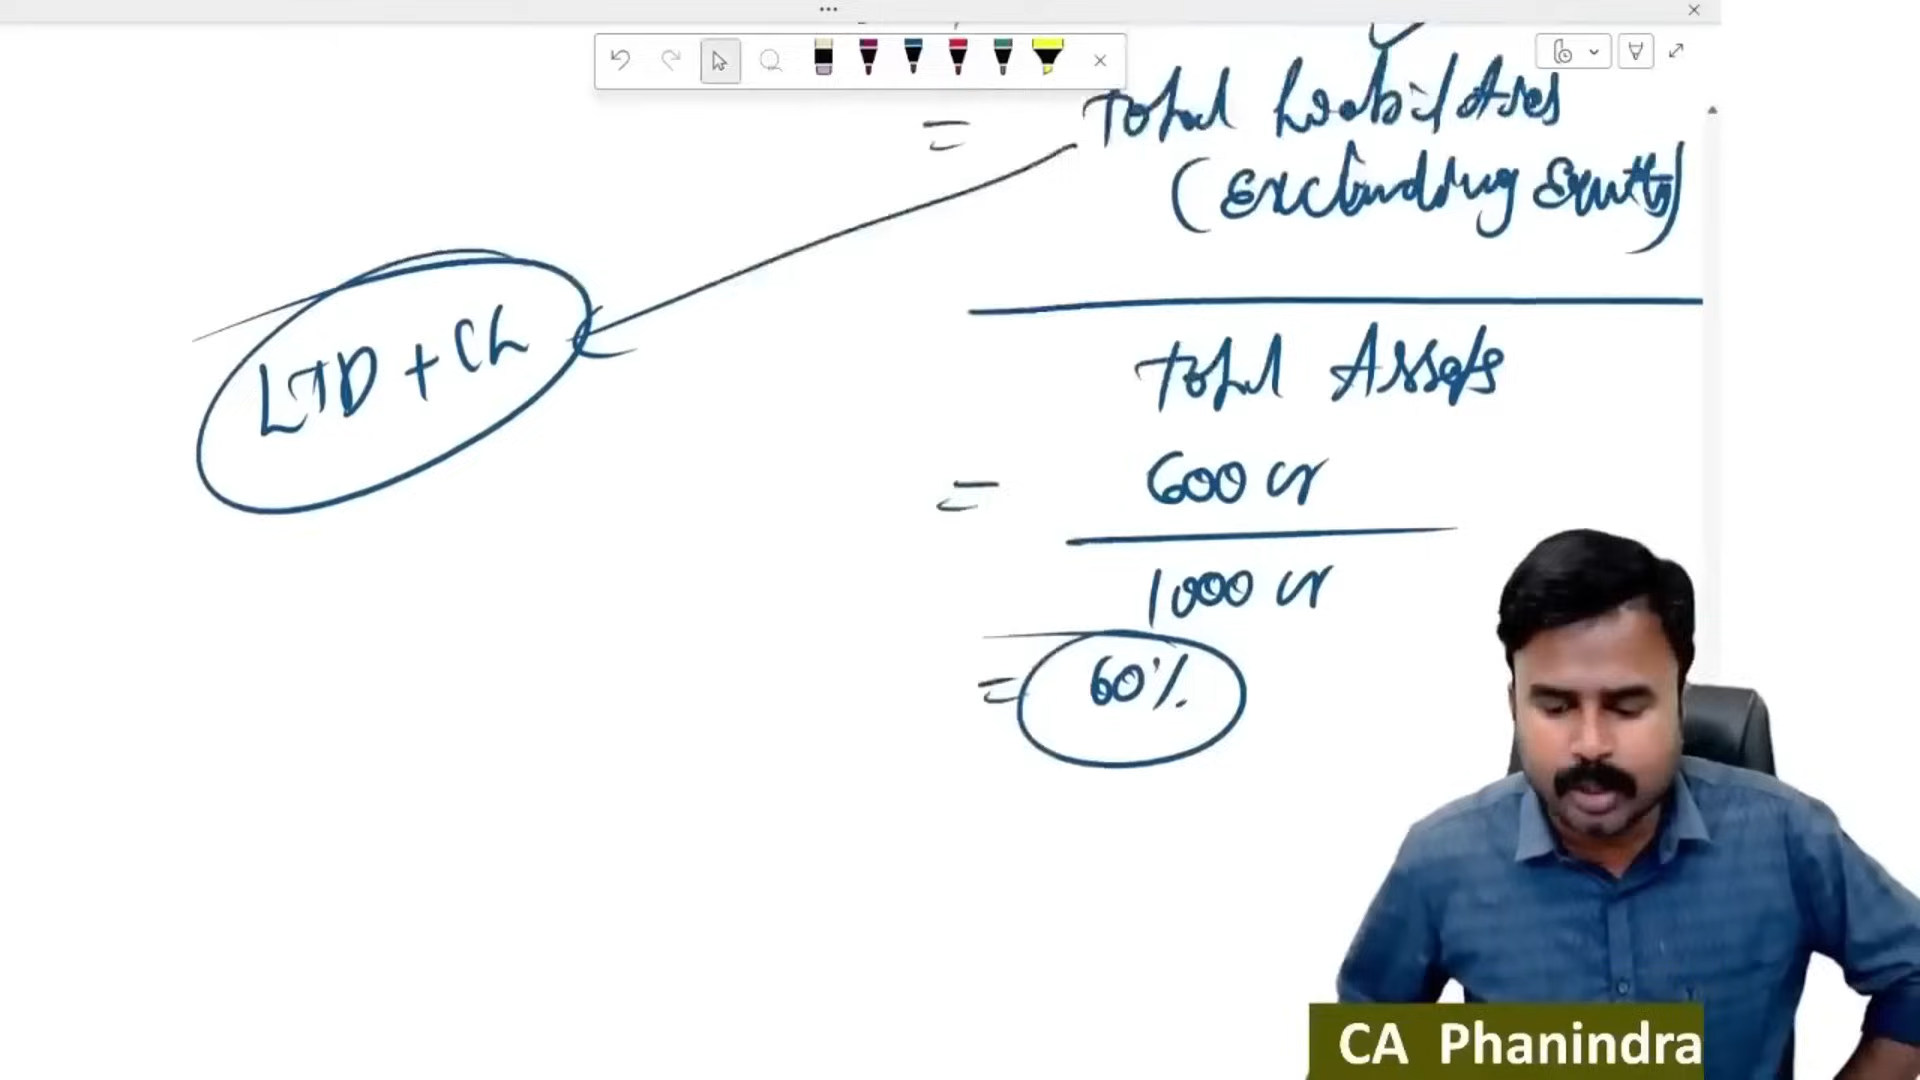 = Total Liabilities
(Excluding Equity)
LTD + CL
Total Assets
= 600 cr
1000 cr
= 60%
CA Phanindra